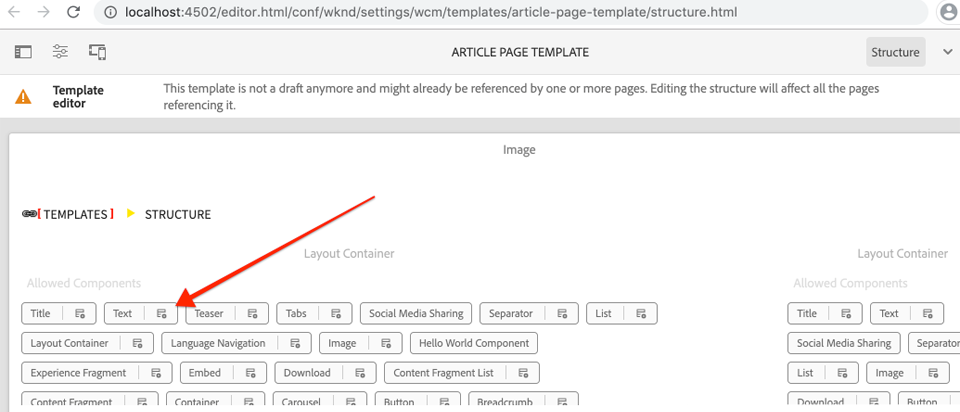 localhost:4502/editor.html/conf/wknd/settings/wcm/templates/article-page-template/structure.html
ARTICLE PAGE TEMPLATE
Structure
Template editor
This template is not a draft anymore and might already be referenced by one or more pages. Editing the structure will affect all the pages
referencing it.
Image
[ TEMPLATES ] STRUCTURE
Layout Container Layout Container
Allowed Components Allowed Components
Title Text Teaser Tabs Social Media Sharing Separator List Title Text
Layout Container Language Navigation Image Hello World Component Social Media Sharing Separator
Experience Fragment Embed Download Content Fragment List List Image
Content Fragment Container Carousel Button Breadcrumb Download Button